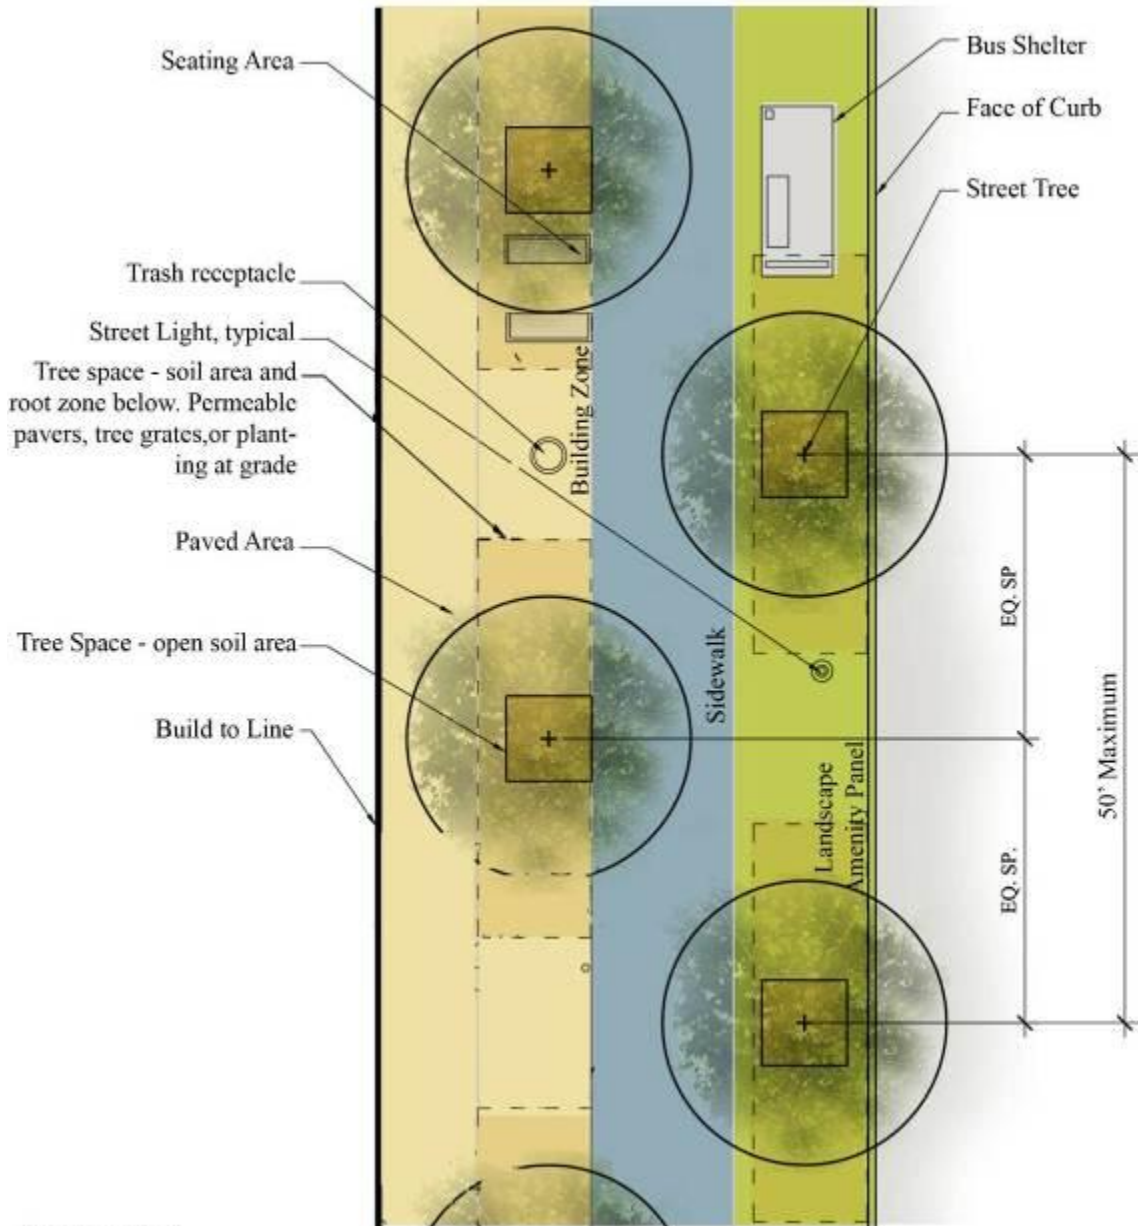 Seating Area
Trash receptacle
Street Light, typical
Tree space - soil area and
root zone below. Permeable
pavers, tree grates,or plant-
ing at grade
Paved Area
Tree Space - open soil area
Build to Line
Building Zone
Sidewalk
Landscape
Amenity Panel
Bus Shelter
Face of Curb
Street Tree
EQ. SP
EQ. SP.
50' Maximum